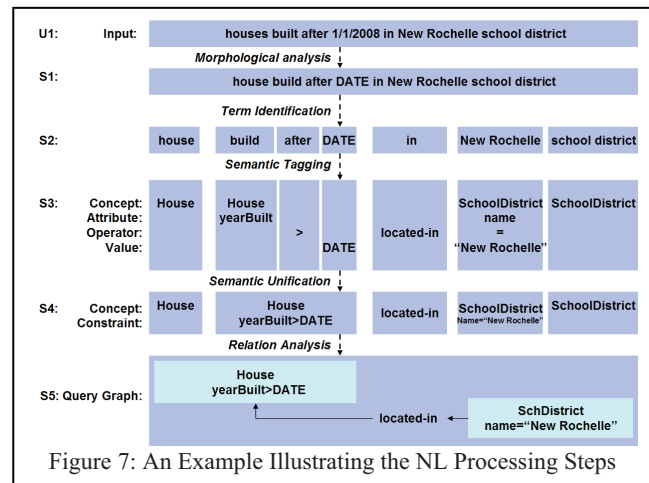 U1: Input: houses built after 1/1/2008 in New Rochelle school district
Morphological analysis
S1: house build after DATE in New Rochelle school district
Term Identification
S2: house build after DATE in New Rochelle school district
Semantic Tagging
S3: Concept: House House SchoolDistrict SchoolDistrict
Attribute: yearBuilt name
Operator: > located-in =
Value: DATE "New Rochelle"
Semantic Unification
S4: Concept: House House located-in SchoolDistrict SchoolDistrict
Constraint: yearBuilt>DATE Name="New Rochelle"
Relation Analysis
S5: Query Graph: House
yearBuilt>DATE
located-in
SchDistrict
name="New Rochelle"
Figure 7: An Example Illustrating the NL Processing Steps